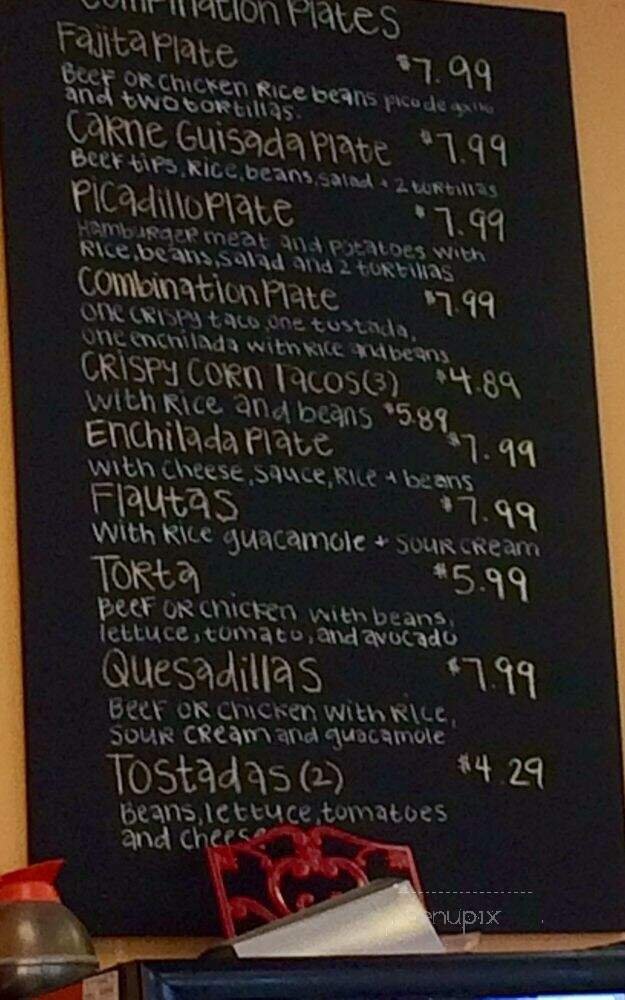 Combination Plates
Fajita Plate $7.99
Beef or Chicken Rice beans pico de gallo
and two tortillas.
Carne Guisada Plate $7.99
Beef tips, Rice, beans, salad + 2 tortillas
Picadillo Plate $7.99
Hamburger meat and potatoes with
Rice, beans, salad and 2 tortillas
Combination Plate $7.99
one crispy taco, one tostada,
one enchilada with Rice and beans
Crispy Corn Tacos (3) $4.89
with Rice and beans $5.89
Enchilada Plate $7.99
with cheese, sauce, Rice + beans
Flautas $7.99
With Rice guacamole + sour cream
Torta $5.99
Beef or chicken with beans,
lettuce, tomato, and avocado
Quesadillas $7.99
Beef or Chicken with Rice,
sour cream and guacamole
Tostadas (2) $4.29
Beans, lettuce, tomatoes
and cheese
menupix